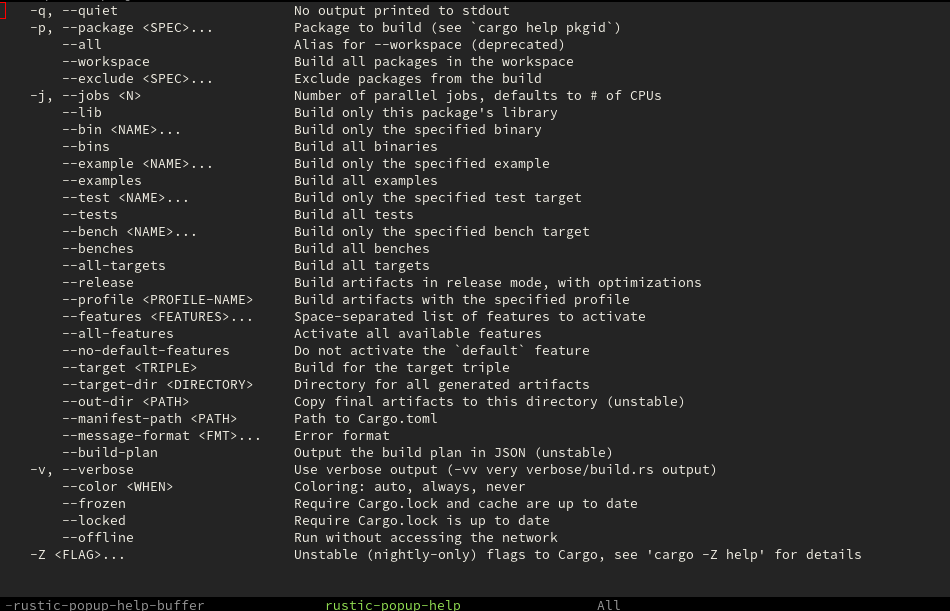 -q, --quiet No output printed to stdout
-p, --package <SPEC>... Package to build (see `cargo help pkgid`)
--all Alias for --workspace (deprecated)
--workspace Build all packages in the workspace
--exclude <SPEC>... Exclude packages from the build
-j, --jobs <N> Number of parallel jobs, defaults to # of CPUs
--lib Build only this package's library
--bin <NAME>... Build only the specified binary
--bins Build all binaries
--example <NAME>... Build only the specified example
--examples Build all examples
--test <NAME>... Build only the specified test target
--tests Build all tests
--bench <NAME>... Build only the specified bench target
--benches Build all benches
--all-targets Build all targets
--release Build artifacts in release mode, with optimizations
--profile <PROFILE-NAME> Build artifacts with the specified profile
--features <FEATURES>... Space-separated list of features to activate
--all-features Activate all available features
--no-default-features Do not activate the `default` feature
--target <TRIPLE> Build for the target triple
--target-dir <DIRECTORY> Directory for all generated artifacts
--out-dir <PATH> Copy final artifacts to this directory (unstable)
--manifest-path <PATH> Path to Cargo.toml
--message-format <FMT>... Error format
--build-plan Output the build plan in JSON (unstable)
-v, --verbose Use verbose output (-vv very verbose/build.rs output)
--color <WHEN> Coloring: auto, always, never
--frozen Require Cargo.lock and cache are up to date
--locked Require Cargo.lock is up to date
--offline Run without accessing the network
-Z <FLAG>... Unstable (nightly-only) flags to Cargo, see 'cargo -Z help' for details
-rustic-popup-help-buffer rustic-popup-help All